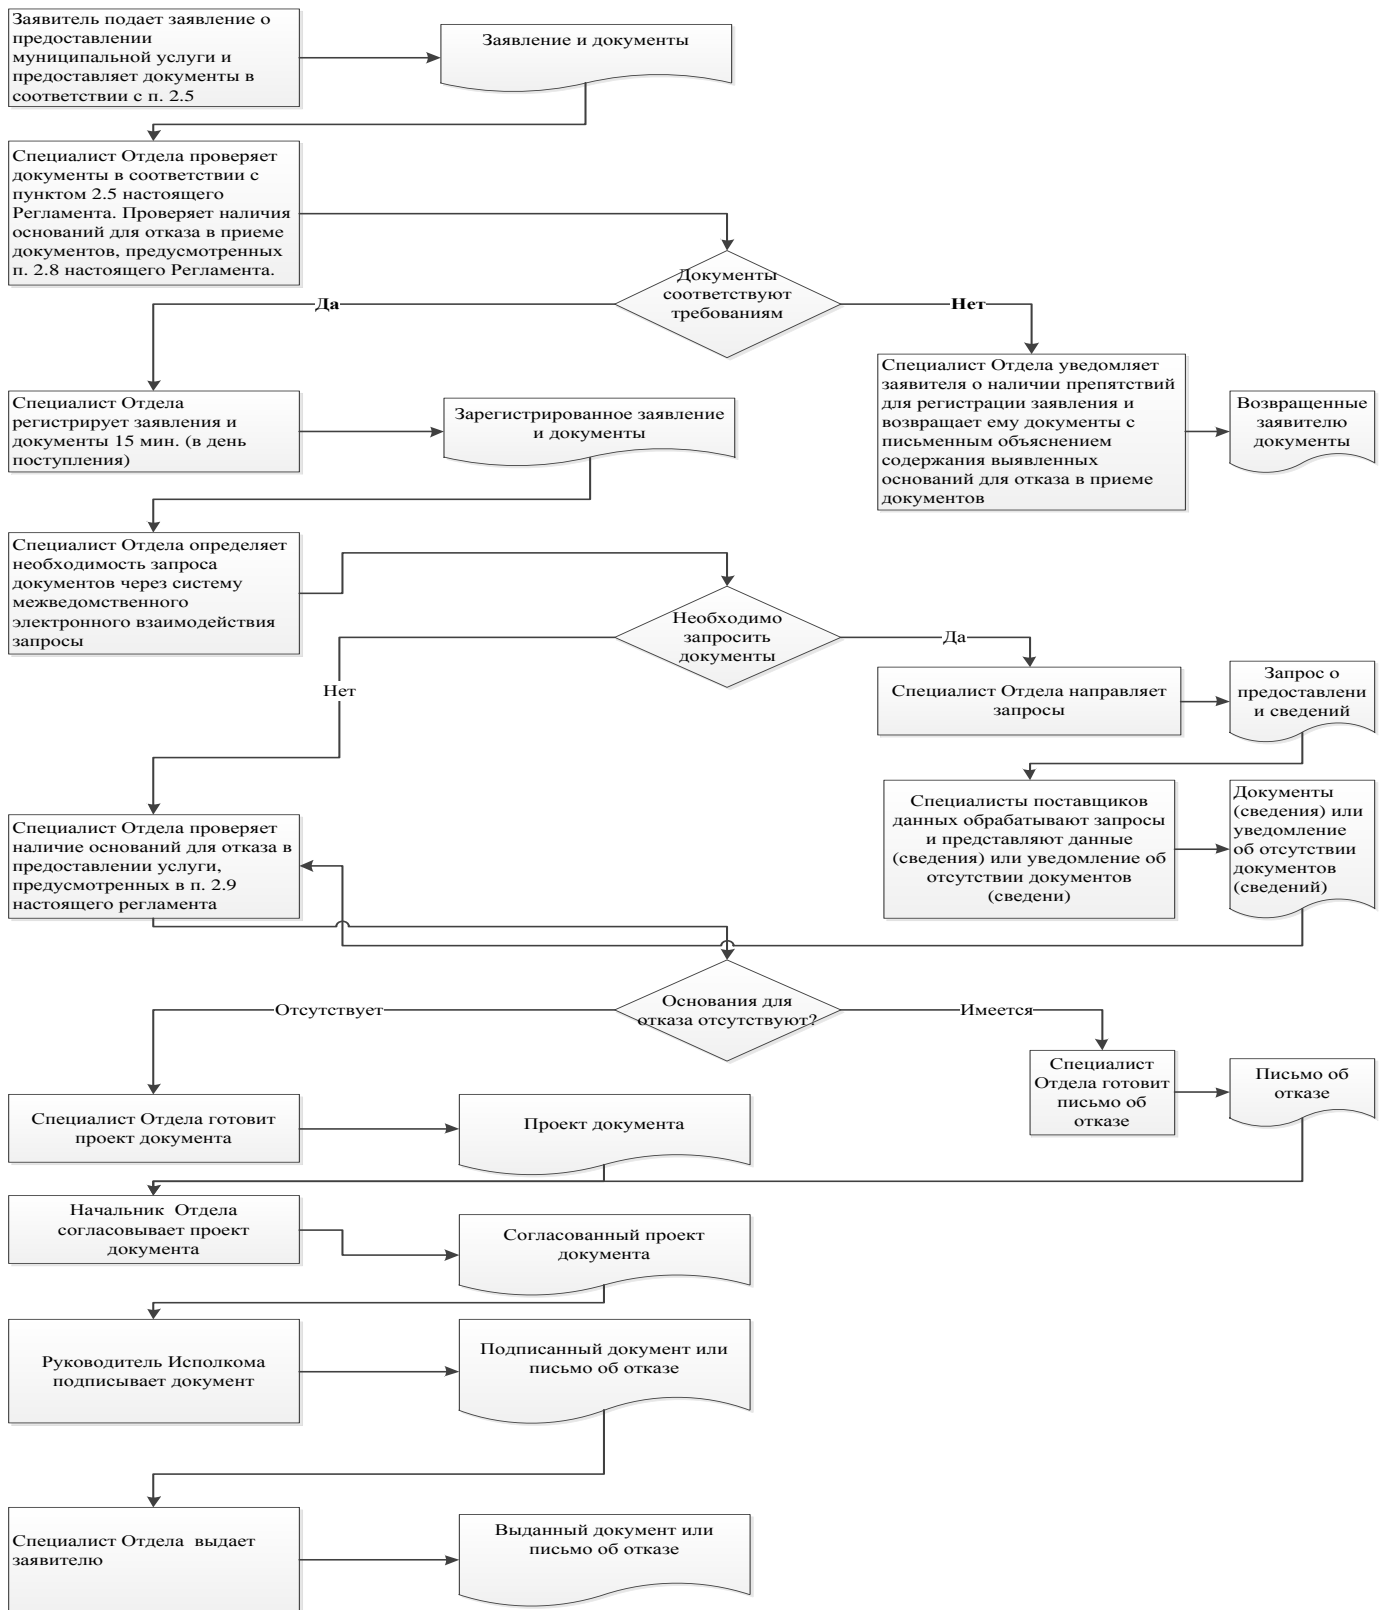 Заявитель подает заявление о
предоставлении
муниципальной услуги и
предоставляет документы в
соответствии с п. 2.5
Заявление и документы
Специалист Отдела проверяет
документы в соответствии с
пунктом 2.5 настоящего
Регламента. Проверяет наличия
оснований для отказа в приеме
документов, предусмотренных
п. 2.8 настоящего Регламента.
Документы
соответствуют
требованиям
Да
Нет
Специалист Отдела
регистрирует заявления и
документы 15 мин. (в день
поступления)
Зарегистрированное заявление
и документы
Специалист Отдела уведомляет
заявителя о наличии препятствий
для регистрации заявления и
возвращает ему документы с
письменным объяснением
содержания выявленных
оснований для отказа в приеме
документов
Возвращенные
заявителю
документы
Специалист Отдела определяет
необходимость запроса
документов через систему
межведомственного
электронного взаимодействия
запросы
Необходимо
запросить
документы
Да
Нет
Специалист Отдела направляет
запросы
Запрос о
предоставлени
и сведений
Специалисты поставщиков
данных обрабатывают запросы
и представляют данные
(сведения) или уведомление об
отсутствии документов
(сведени)
Документы
(сведения) или
уведомление
об отсутствии
документов
(сведений)
Специалист Отдела проверяет
наличие оснований для отказа в
предоставлении услуги,
предусмотренных в п. 2.9
настоящего регламента
Основания для
отказа отсутствуют?
Отсутствует
Имеется
Специалист
Отдела готовит
письмо об
отказе
Письмо об
отказе
Специалист Отдела готовит
проект документа
Проект документа
Начальник  Отдела
согласовывает проект
документа
Согласованный проект
документа
Руководитель Исполкома
подписывает документ
Подписанный документ или
письмо об отказе
Специалист Отдела  выдает
заявителю
Выданный документ или
письмо об отказе